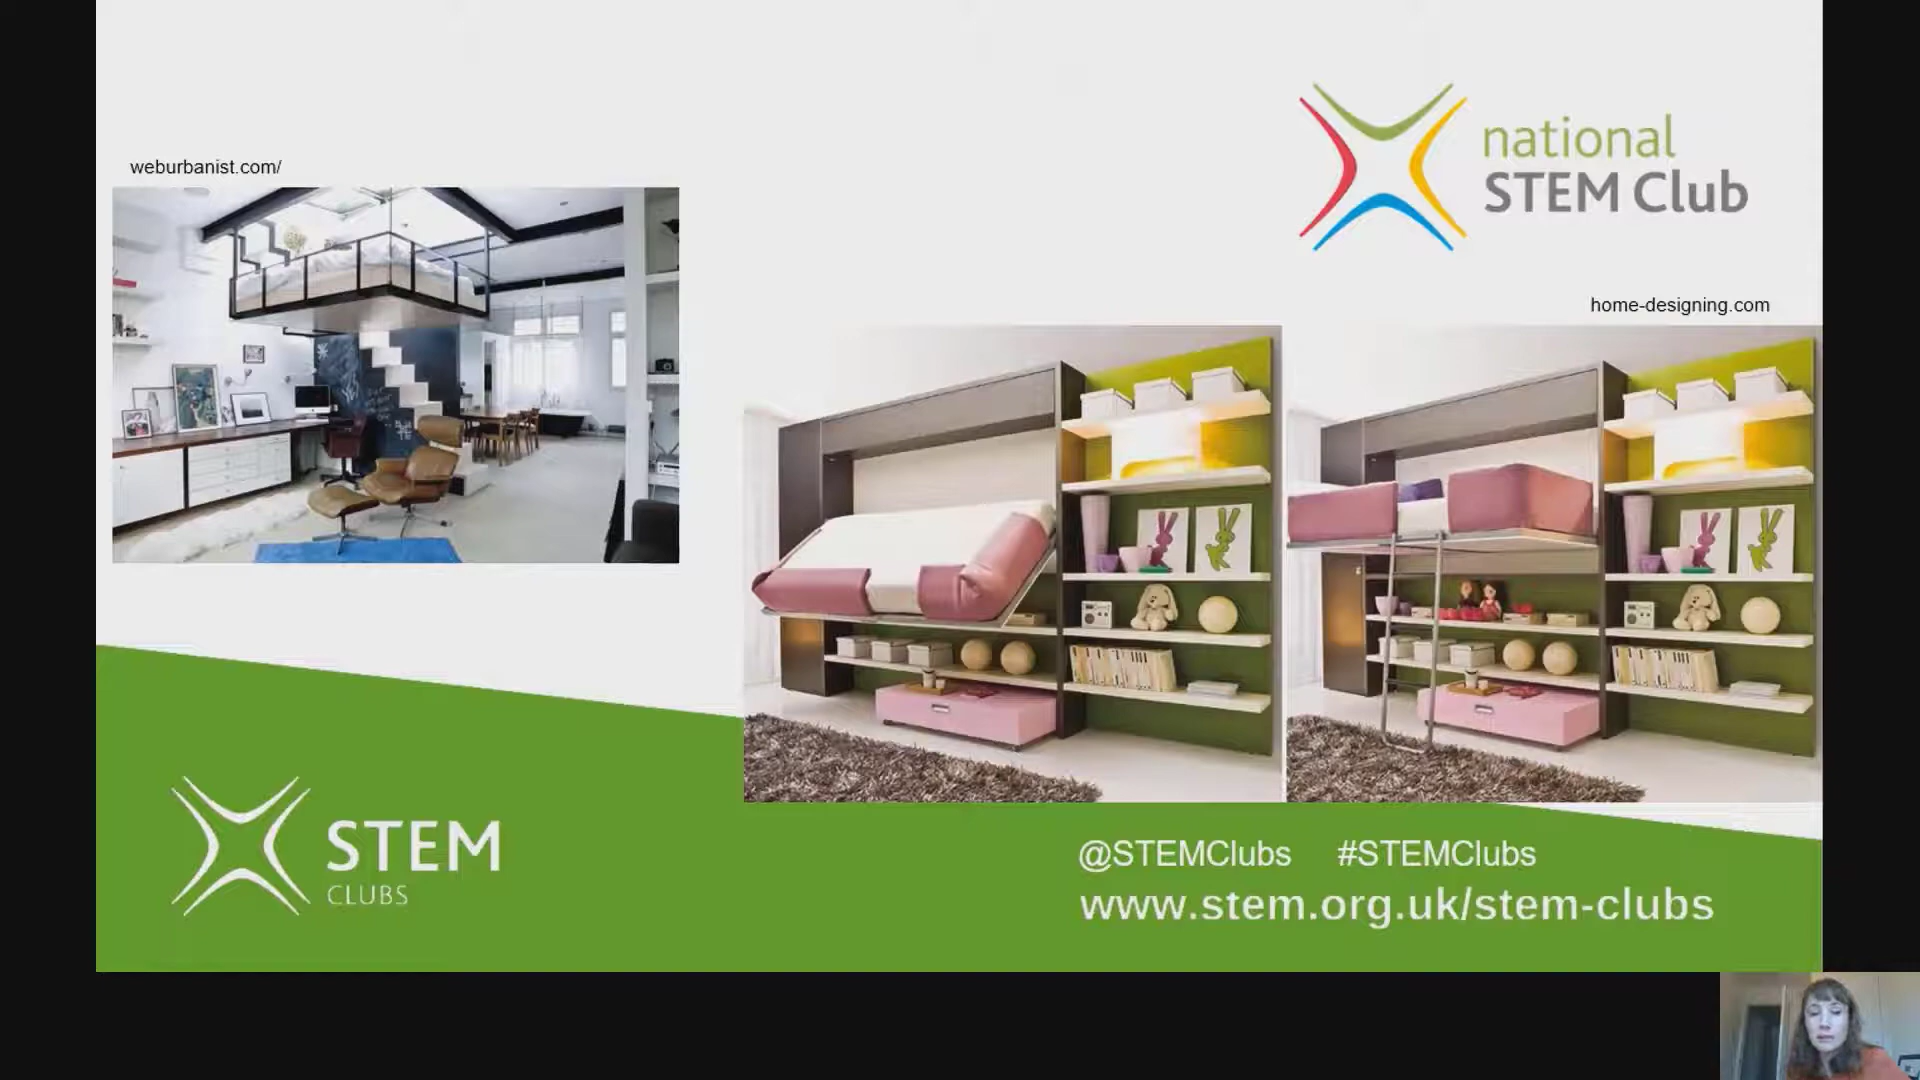 weburbanist.com/
national
STEM Club
home-designing.com
STEM
CLUBS
@STEMClubs #STEMClubs
www.stem.org.uk/stem-clubs